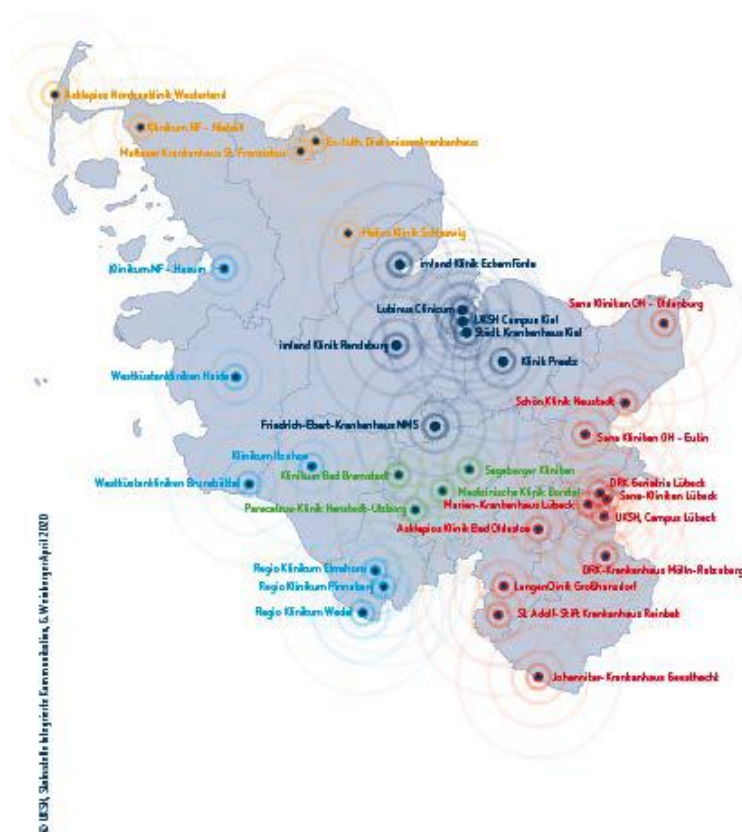 Asklepios Nordseeklinik Westerland
Klinikum NF - Niebüll
Ev.-Luth. Diakonissenkrankenhaus
Malteser Krankenhaus St. Franziskus
Helios Klinik Schleswig
Klinikum NF - Husum
imland Klinik Eckernförde
Sana Kliniken OH - Oldenburg
Lubinus Clinicum
UKSH Campus Kiel
Städt. Krankenhaus Kiel
imland Klinik Rendsburg
Klinik Preetz
Westküstenkliniken Heide
Schön Klinik Neustadt
Friedrich-Ebert-Krankenhaus NMS
Sana Kliniken OH - Eutin
Klinikum Itzehoe
Segeberger Kliniken
Klinikum Bad Bramstedt
Westküstenkliniken Brunsbüttel
DRK Geriatrie Lübeck
Medizinische Klinik Borstel
Sana-Kliniken Lübeck
Marien-Krankenhaus Lübeck
Paracelsus-Klinik Henstedt-Ulzburg
UKSH, Campus Lübeck
Asklepios Klinik Bad Oldesloe
DRK-Krankenhaus Mölln-Ratzeburg
Regio Klinikum Elmshorn
Regio Klinikum Pinneberg
LungenClinik Großhansdorf
Regio Klinikum Wedel
St. Adolf-Stift Krankenhaus Reinbek
Johanniter-Krankenhaus Geesthacht
© UKSH, Stabsstelle Integrierte Kommunikation, G. Weinberger April 2020